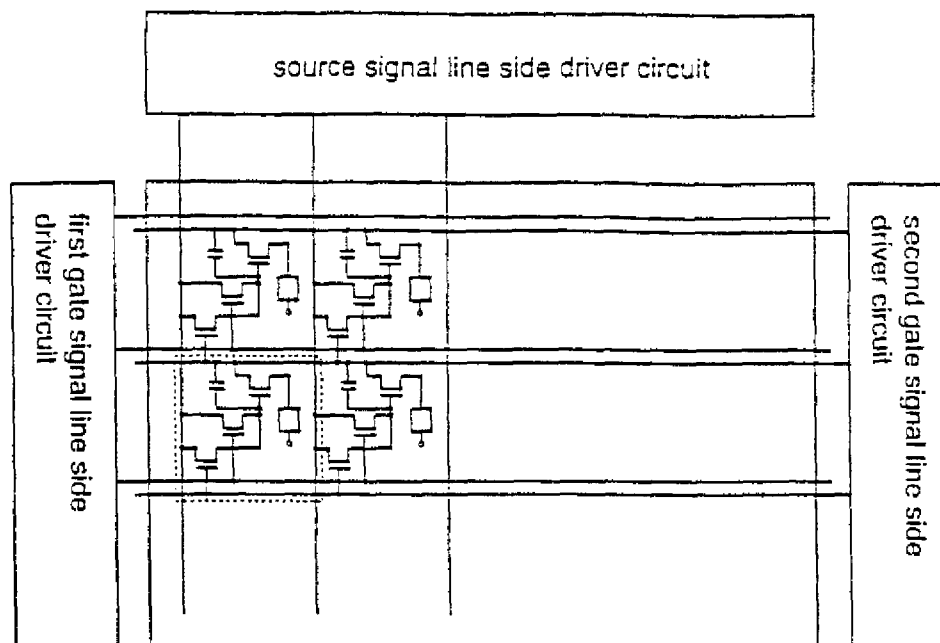 source signal line side driver circuit
first gate signal line side
driver circuit
second gate signal line side
driver circuit